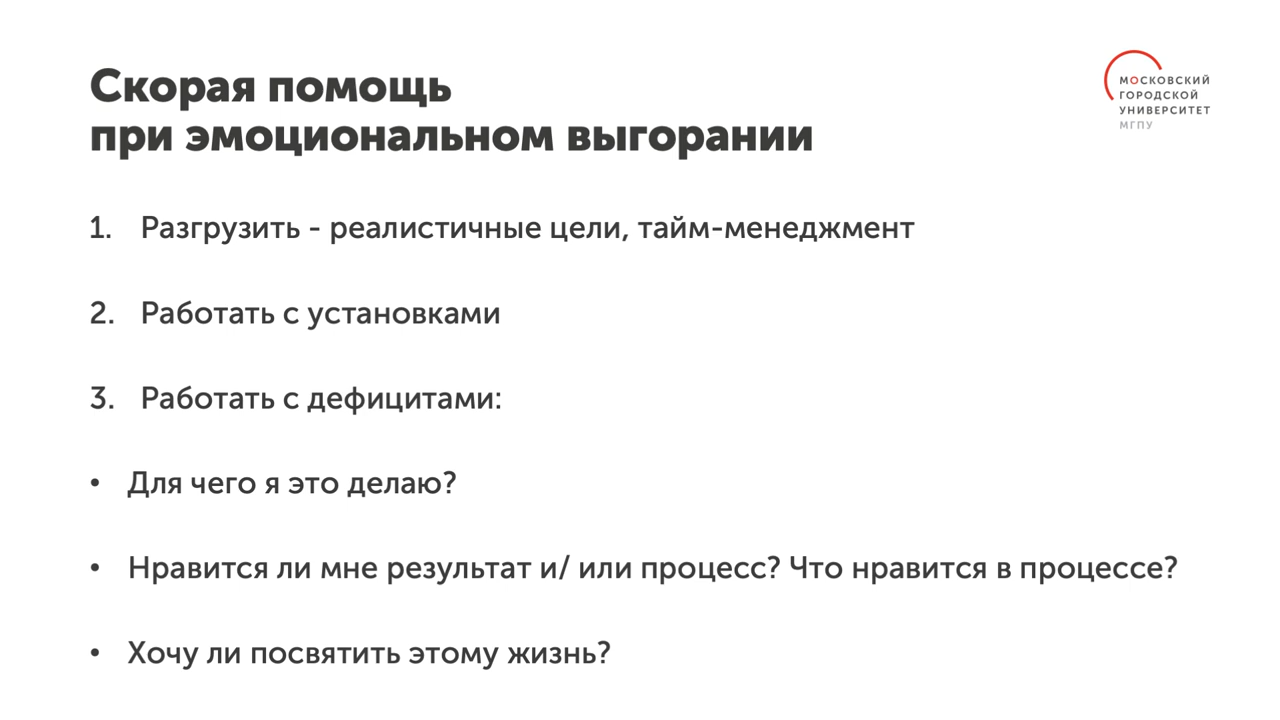 Скорая помощь
при эмоциональном выгорании
МОСКОВСКИЙ
ГОРОДСКОЙ
УНИВЕРСИТЕТ
МГПУ
1. Разгрузить - реалистичные цели, тайм-менеджмент
2. Работать с установками
3. Работать с дефицитами:
• Для чего я это делаю?
• Нравится ли мне результат и/ или процесс? Что нравится в процессе?
• Хочу ли посвятить этому жизнь?